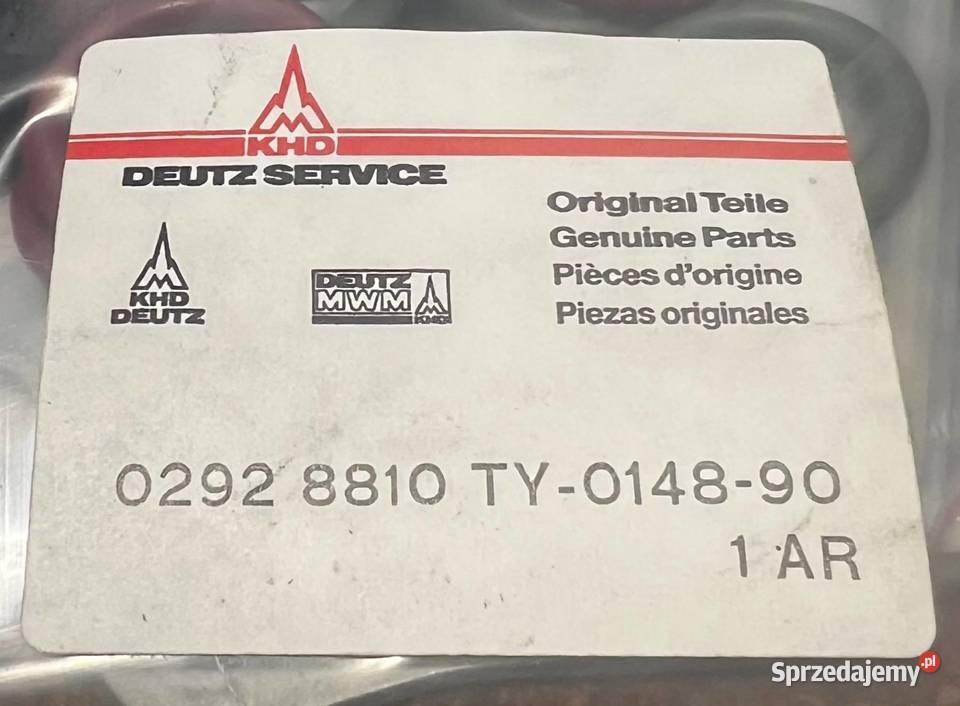 KHD
DEUTZ SERVICE
Original Teile
Genuine Parts
Pièces d'origine
Piezas originales
KHD
DEUTZ
DEUTZ
MWM
KHD
0292 8810 TY-0148-90
1 AR
Sprzedajemy.pl